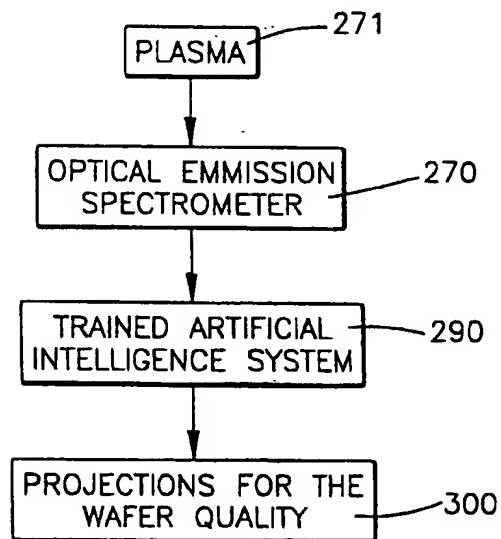 PLASMA
271
OPTICAL EMMISSION
SPECTROMETER
270
TRAINED ARTIFICIAL
INTELLIGENCE SYSTEM
290
PROJECTIONS FOR THE
WAFER QUALITY
300